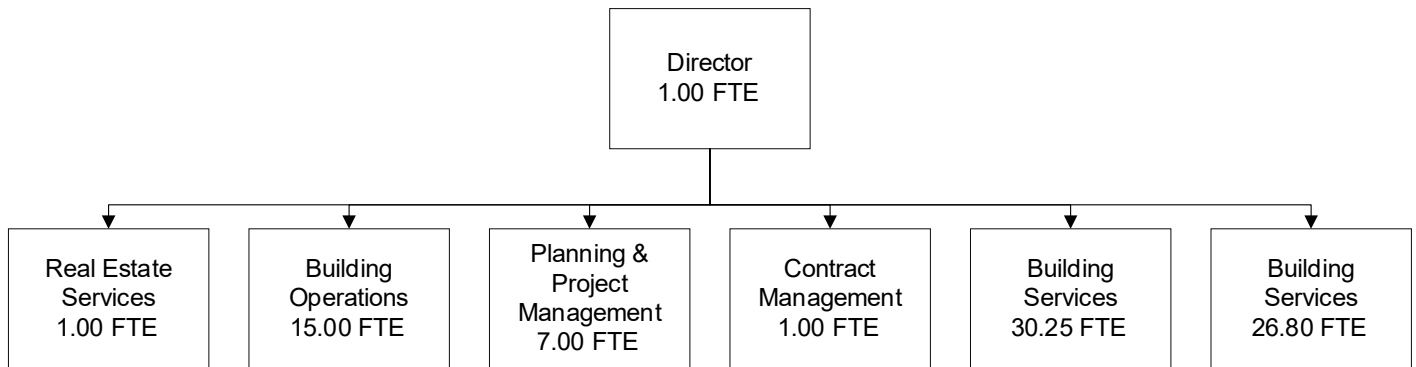 Director
1.00 FTE
Real Estate
Services
1.00 FTE
Building
Operations
15.00 FTE
Planning &
Project
Management
7.00 FTE
Contract
Management
1.00 FTE
Building
Services
30.25 FTE
Building
Services
26.80 FTE